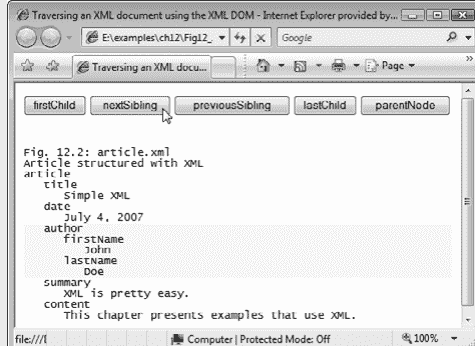 Traversing an XML document using the XML DOM - Internet Explorer provided by...
E:\examples\ch12\Fig12_
Google
Traversing an XML docu...
Page
firstChild nextSibling previousSibling lastChild parentNode
Fig. 12.2: article.xml
Article structured with XML
article
title
Simple XML
date
July 4, 2007
author
firstName
John
lastName
Doe
summary
XML is pretty easy.
content
This chapter presents examples that use XML.
file:///E Computer | Protected Mode: Off 100%